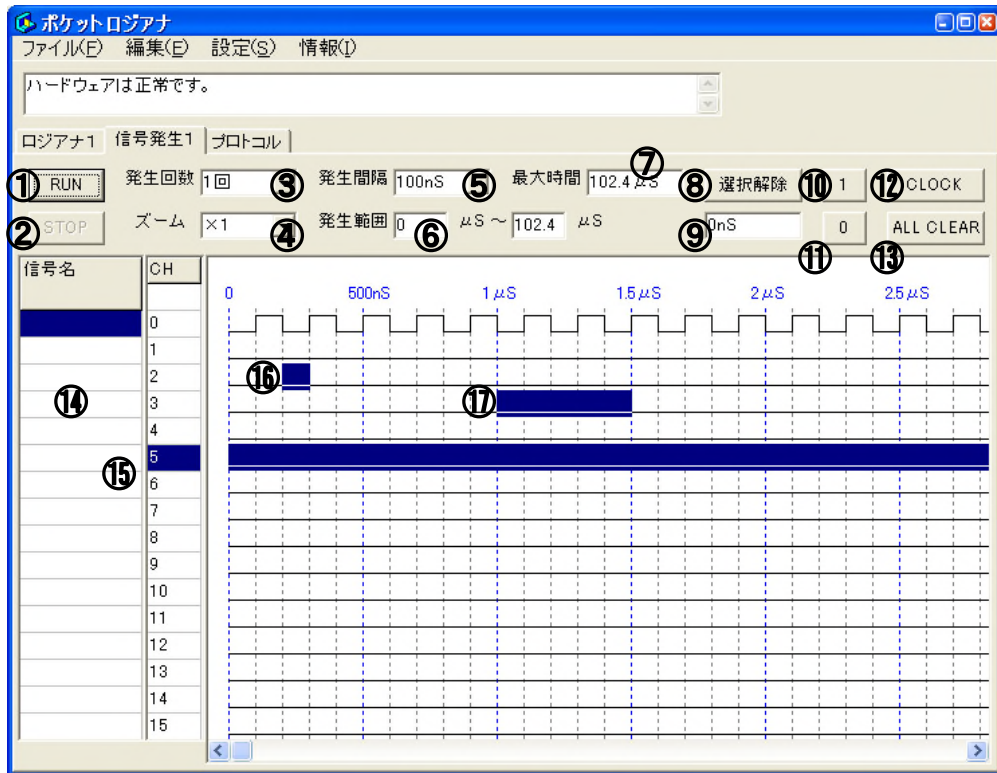 ポケットロジアナ
ファイル(F) 編集(E) 設定(S) 情報(I)
ハードウェアは正常です。
ロジアナ1 信号発生1 プロトコル
① RUN 発生回数 1回 ③ 発生間隔 100nS ⑤ 最大時間 102.4μS ⑦ ⑧ 選択解除 ⑩ 1 ⑫ CLOCK
② STOP ズーム ×1 ④ 発生範囲 0 ⑥ μS ～ 102.4 μS ⑨ 0nS ⑪ 0 ⑬ ALL CLEAR
信号名 CH
0 500nS 1μS 1.5μS 2μS 2.5μS
0
1
2 ⑯
⑭ 3 ⑰
4
5
⑮ 6
7
8
9
10
11
12
13
14
15